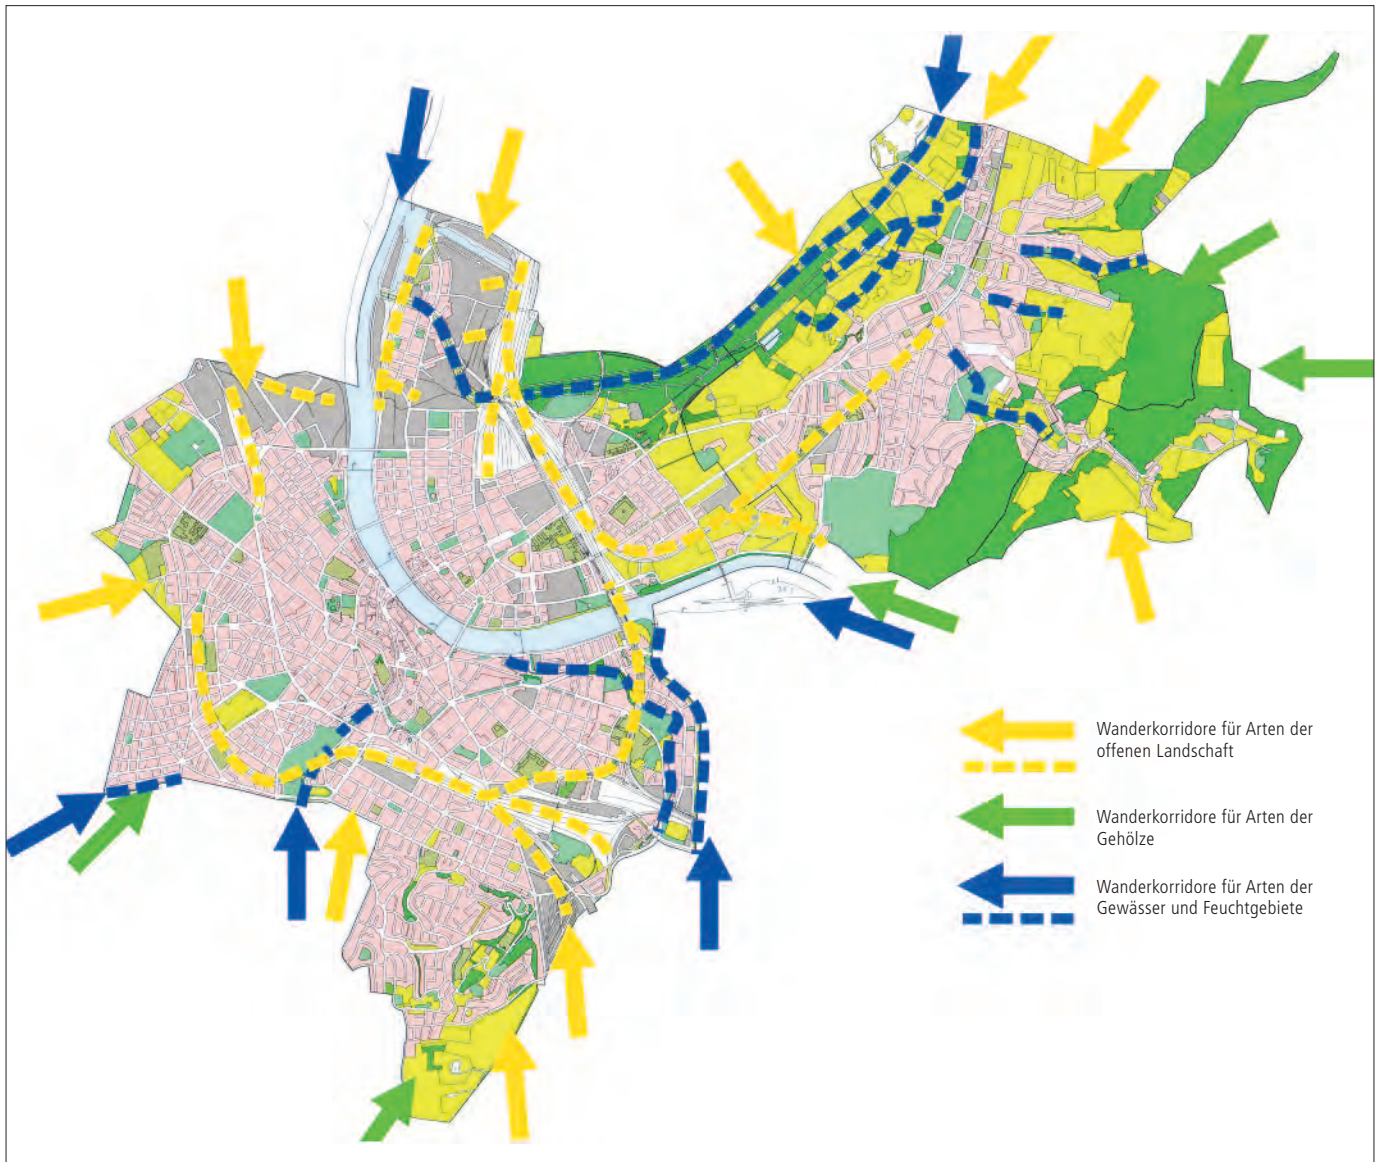 Wanderkorridore für Arten der
offenen Landschaft
Wanderkorridore für Arten der
Gehölze
Wanderkorridore für Arten der
Gewässer und Feuchtgebiete